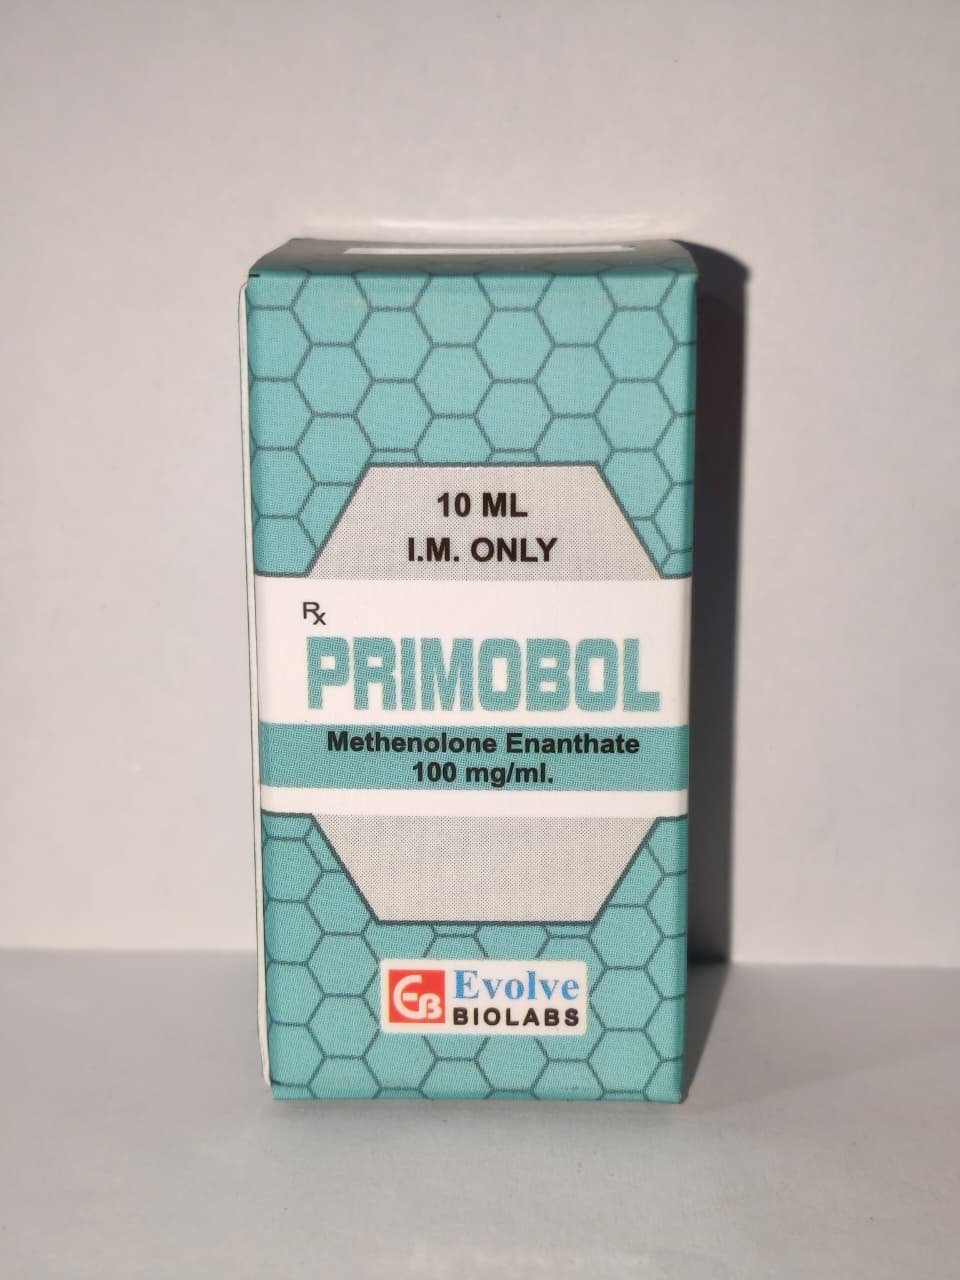 10 ML
I.M. ONLY
Rx
PRIMOBOL
Methenolone Enanthate
100 mg/ml.
EB Evolve
BIOLABS